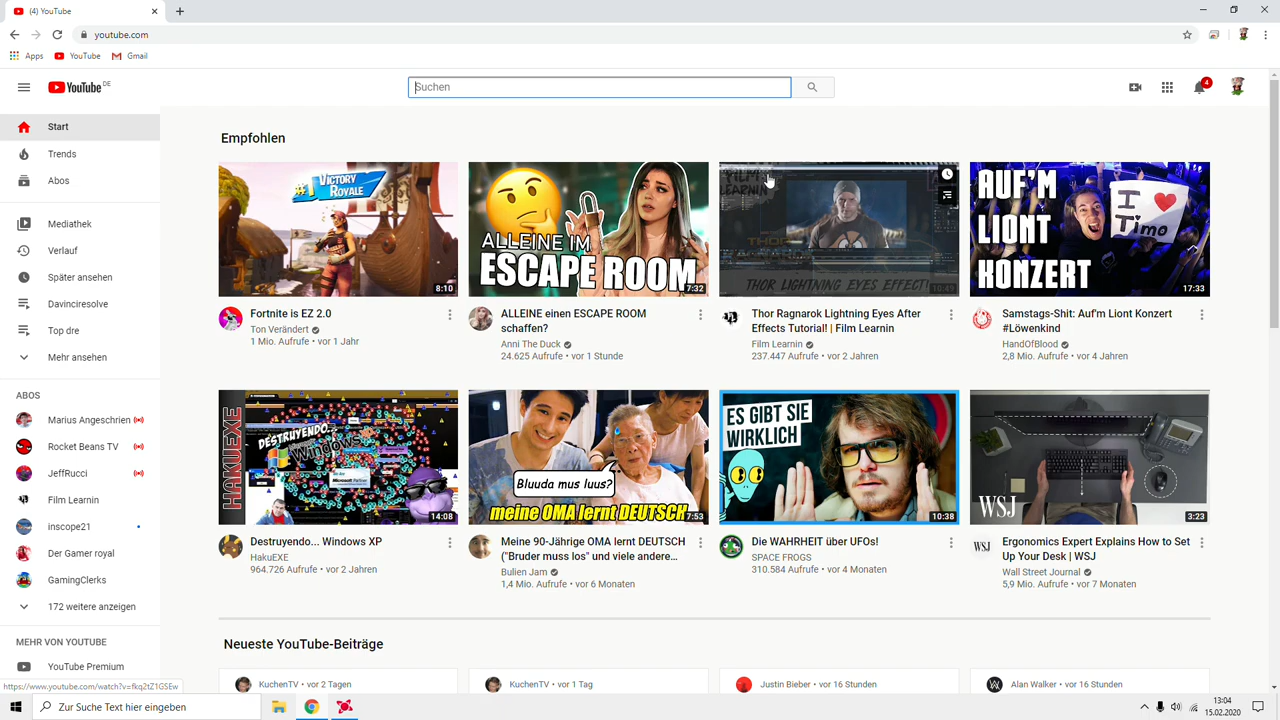 (4) YouTube
youtube.com
Apps
YouTube
Gmail
YouTube DE
Suchen
4
Start
Trends
Abos
Mediathek
Verlauf
Später ansehen
Davinciresolve
Top dre
Mehr ansehen
ABOS
Marius Angeschrien
Rocket Beans TV
JeffRucci
Film Learnin
inscope21
Der Gamer royal
GamingClerks
172 weitere anzeigen
MEHR VON YOUTUBE
YouTube Premium
https://www.youtube.com/watch?v=fkq2tZ1GSEw
Empfohlen
#1 VICTORY ROYALE
8:10
Fortnite is EZ 2.0
Ton Verändert
1 Mio. Aufrufe • vor 1 Jahr
ALLEINE IM
ESCAPE ROOM
7:32
ALLEINE einen ESCAPE ROOM
schaffen?
Anni The Duck
24.625 Aufrufe • vor 1 Stunde
THOR LIGHTNING EYES EFFECT!
10:49
Thor Ragnarok Lightning Eyes After
Effects Tutorial! | Film Learnin
Film Learnin
237.447 Aufrufe • vor 2 Jahren
AUF'M
LIONT
KONZERT
I
Timo
17:33
Samstags-Shit: Auf'm Liont Konzert
#Löwenkind
HandOfBlood
2,8 Mio. Aufrufe • vor 4 Jahren
HAKUEXE
DESTRUYENDO...
Windows
14:08
Destruyendo... Windows XP
HakuEXE
964.726 Aufrufe • vor 2 Jahren
Bluuda mus luus?
meine OMA lernt DEUTSCH
7:53
Meine 90-Jährige OMA lernt DEUTSCH
("Bruder muss los" und viele andere...
Bulien Jam
1,4 Mio. Aufrufe • vor 6 Monaten
ES GIBT SIE
WIRKLICH
10:38
Die WAHRHEIT über UFOs!
SPACE FROGS
310.584 Aufrufe • vor 4 Monaten
WSJ
3:23
WSJ
Ergonomics Expert Explains How to Set
Up Your Desk | WSJ
Wall Street Journal
5,9 Mio. Aufrufe • vor 7 Monaten
Neueste YouTube-Beiträge
KuchenTV • vor 2 Tagen
KuchenTV • vor 1 Tag
Justin Bieber • vor 16 Stunden
Alan Walker • vor 16 Stunden
Zur Suche Text hier eingeben
13:04
15.02.2020